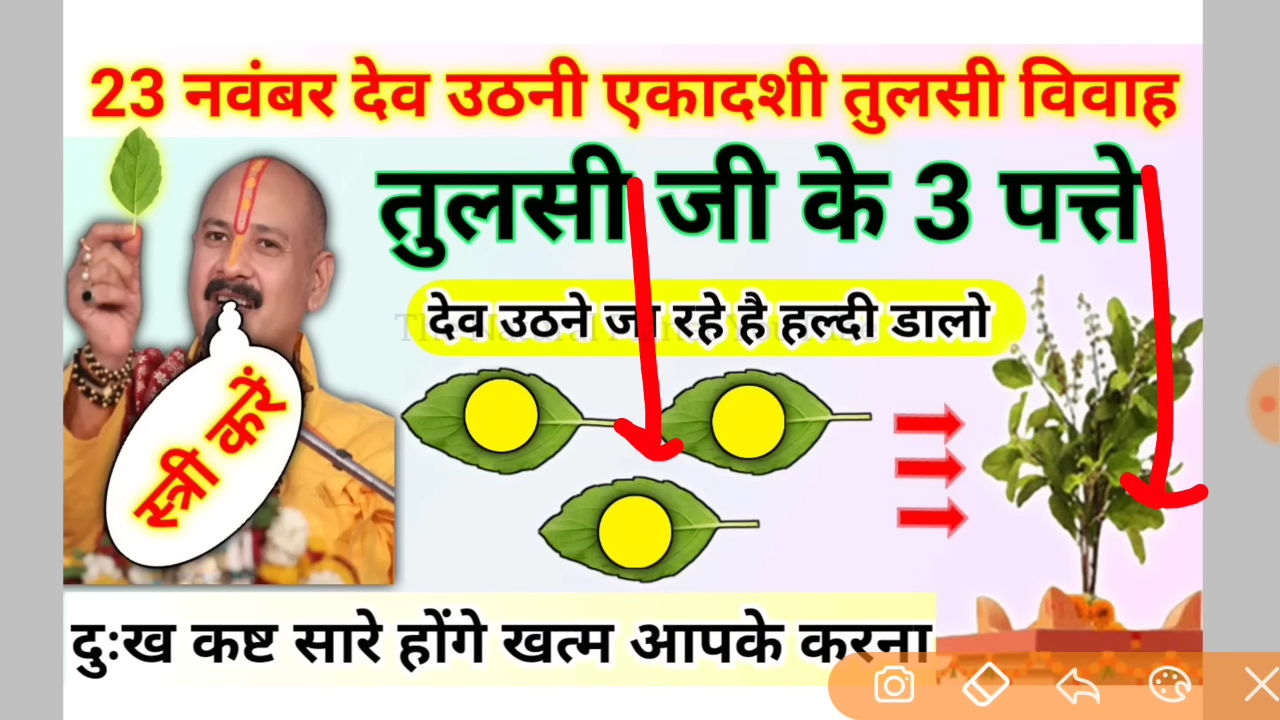 23 नवंबर देव उठनी एकादशी तुलसी विवाह
तुलसी जी के 3 पत्ते
देव उठने जा रहे है हल्दी डालो
स्त्री करें
दुःख कष्ट सारे होंगे खत्म आपके करना